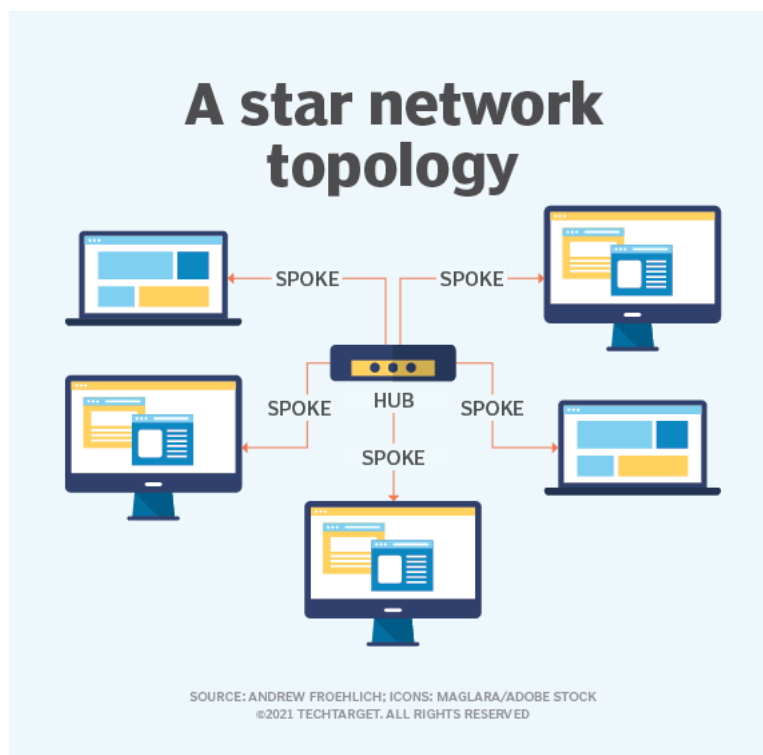 A star network
topology
SPOKE
SPOKE
SPOKE
HUB
SPOKE
SPOKE
SOURCE: ANDREW FROEHLICH; ICONS: MAGLARA/ADOBE STOCK
©2021 TECHTARGET. ALL RIGHTS RESERVED